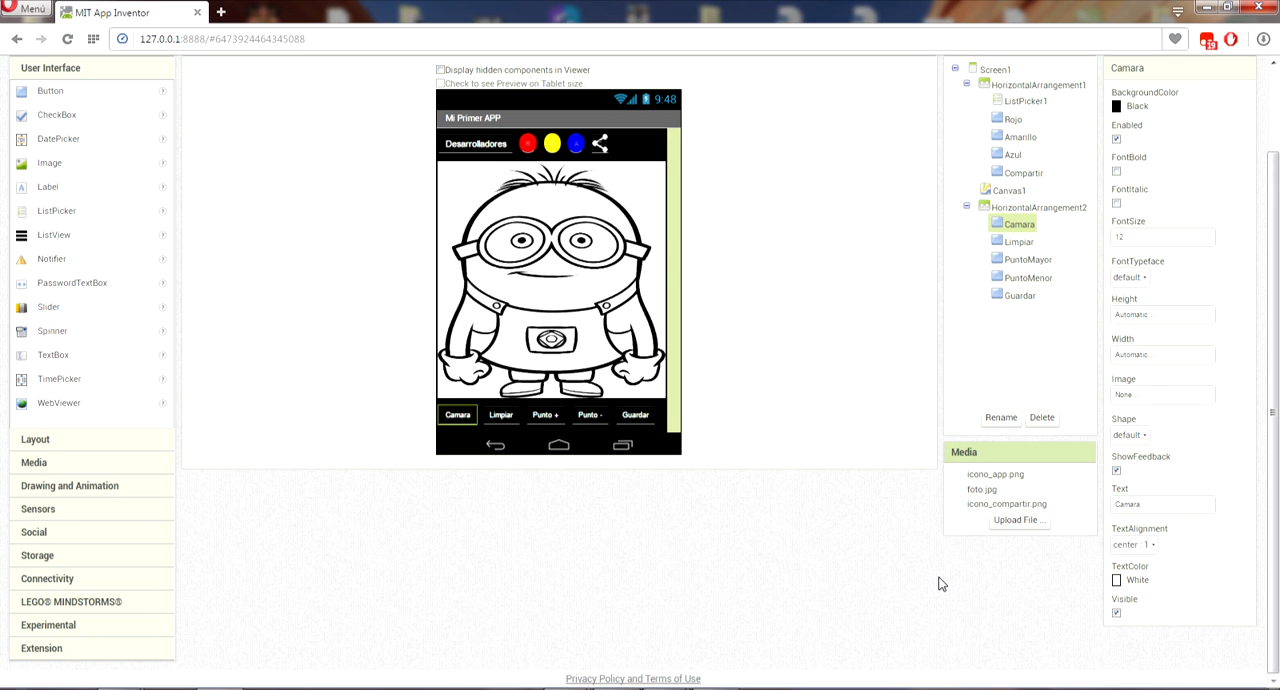 Menú
MIT App Inventor
127.0.0.1:8888/#6473924464345088
19
User Interface
Button
CheckBox
DatePicker
Image
Label
ListPicker
ListView
Notifier
PasswordTextBox
Slider
Spinner
TextBox
TimePicker
WebViewer
Layout
Media
Drawing and Animation
Sensors
Social
Storage
Connectivity
LEGO® MINDSTORMS®
Experimental
Extension
Display hidden components in Viewer
Check to see Preview on Tablet size
9:48
Mi Primer APP
Desarrolladores
Camara
Limpiar
Punto +
Punto -
Guardar
Screen1
HorizontalArrangement1
ListPicker1
Rojo
Amarillo
Azul
Compartir
Canvas1
HorizontalArrangement2
Camara
Limpiar
PuntoMayor
PuntoMenor
Guardar
Rename Delete
Media
icono_app.png
foto.jpg
icono_compartir.png
Upload File ...
Camara
BackgroundColor
Black
Enabled
FontBold
FontItalic
FontSize
12
FontTypeface
default
Height
Automatic
Width
Automatic
Image
None
Shape
default
ShowFeedback
Text
Camara
TextAlignment
center : 1
TextColor
White
Visible
Privacy Policy and Terms of Use